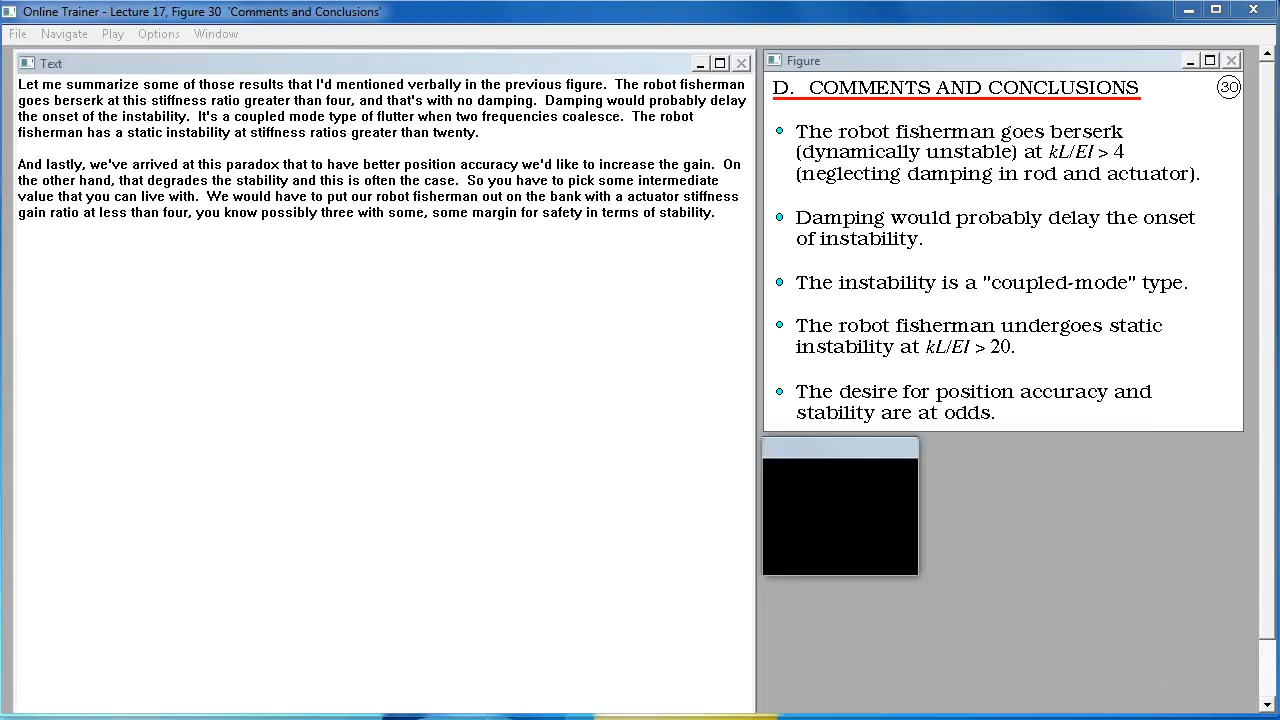 Online Trainer - Lecture 17, Figure 30 'Comments and Conclusions'
File Navigate Play Options Window
Text
Let me summarize some of those results that I'd mentioned verbally in the previous figure. The robot fisherman
goes berserk at this stiffness ratio greater than four, and that's with no damping. Damping would probably delay
the onset of the instability. It's a coupled mode type of flutter when two frequencies coalesce. The robot
fisherman has a static instability at stiffness ratios greater than twenty.
And lastly, we've arrived at this paradox that to have better position accuracy we'd like to increase the gain. On
the other hand, that degrades the stability and this is often the case. So you have to pick some intermediate
value that you can live with. We would have to put our robot fisherman out on the bank with a actuator stiffness
gain ratio at less than four, you know possibly three with some, some margin for safety in terms of stability.
Figure
D. COMMENTS AND CONCLUSIONS
30
• The robot fisherman goes berserk
(dynamically unstable) at kL/EI > 4
(neglecting damping in rod and actuator).
• Damping would probably delay the onset
of instability.
• The instability is a "coupled-mode" type.
• The robot fisherman undergoes static
instability at kL/EI > 20.
• The desire for position accuracy and
stability are at odds.